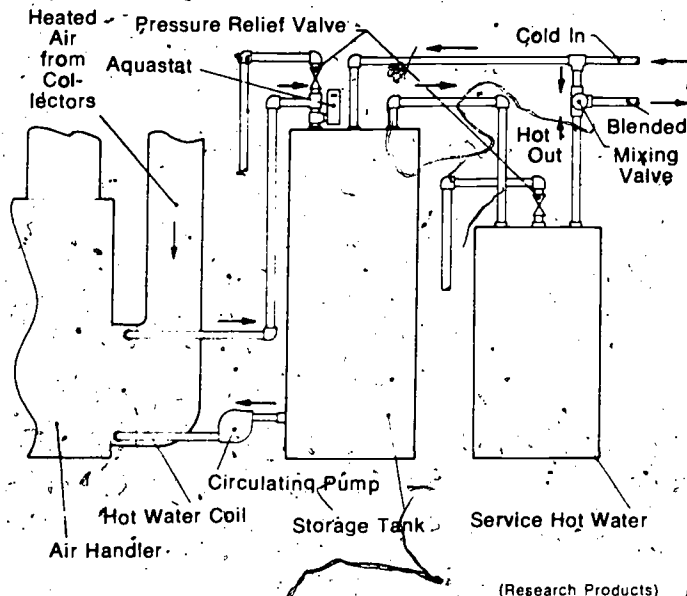 Heated
Air
from
Col-
lectors
Pressure Relief Valve
Aquastat
Cold In
Hot
Out
Blended
Mixing
Valve
Circulating Pump
Hot Water Coil
Storage Tank
Service Hot Water
Air Handler
(Research Products)